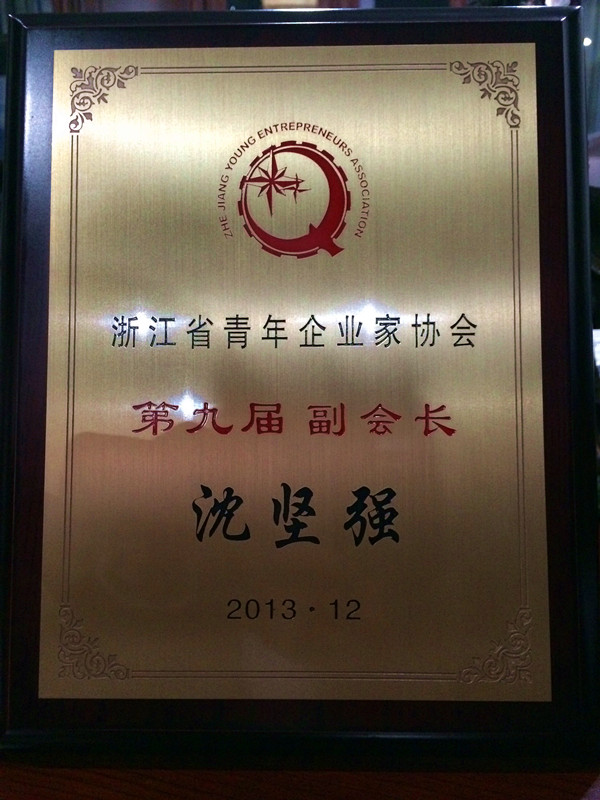 ZHE JIANG YOUNG ENTREPRENEURS ASSOCIATION
浙江省青年企业家协会
第九届 副会长
沈坚强
2013·12